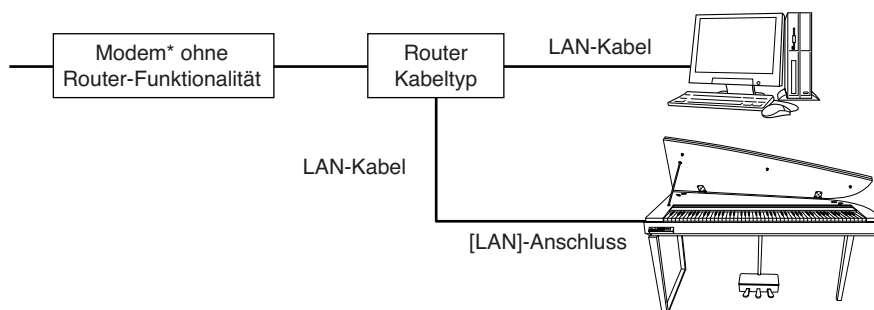 Modem* ohne
Router-Funktionalität
Router
Kabeltyp
LAN-Kabel
LAN-Kabel
[LAN]-Anschluss